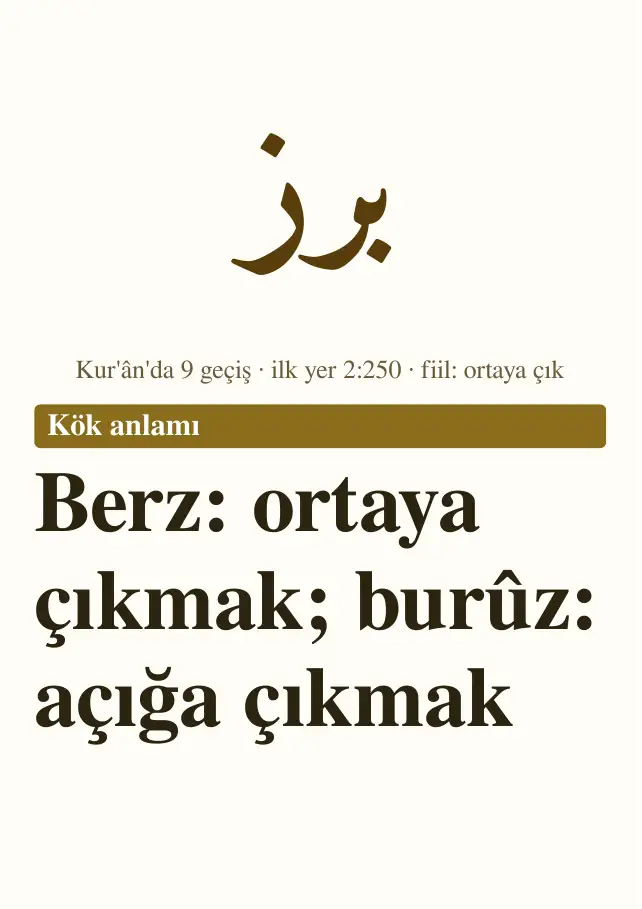 برز
Kur'ân'da 9 geçiş · ilk yer 2:250 · fiil: ortaya çık
Kök anlamı
Berz: ortaya
çıkmak; burûz:
açığa çıkmak